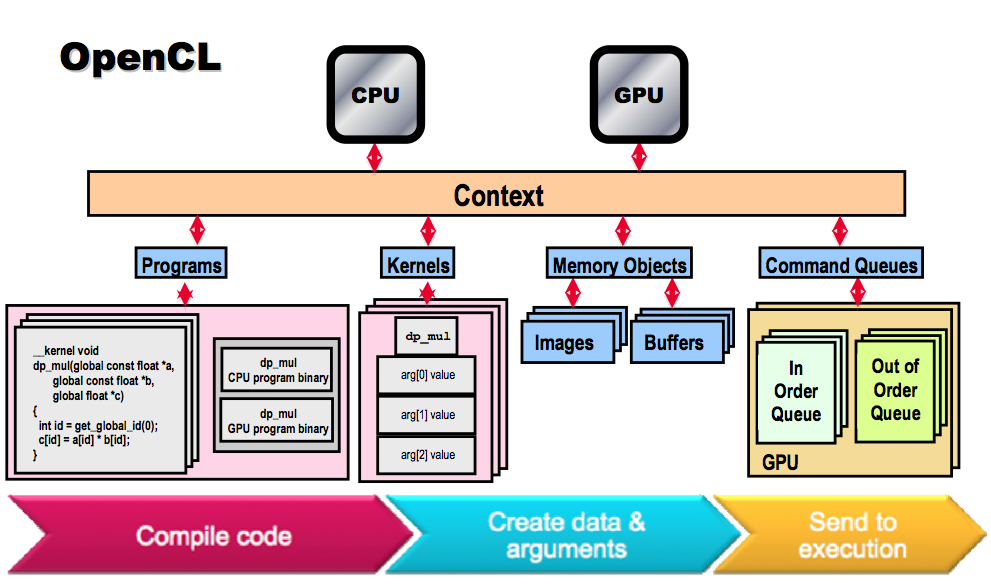 OpenCL
CPU
GPU
Context
Programs
Kernels
Memory Objects
Command Queues
__kernel void
dp_mul(global const float *a,
global const float *b,
global float *c)
{
int id = get_global_id(0);
c[id] = a[id] * b[id];
}
dp_mul
CPU program binary
dp_mul
GPU program binary
dp_mul
arg[0] value
arg[1] value
arg[2] value
Images
Buffers
In
Order
Queue
Out of
Order
Queue
GPU
Compile code
Create data &
arguments
Send to
execution